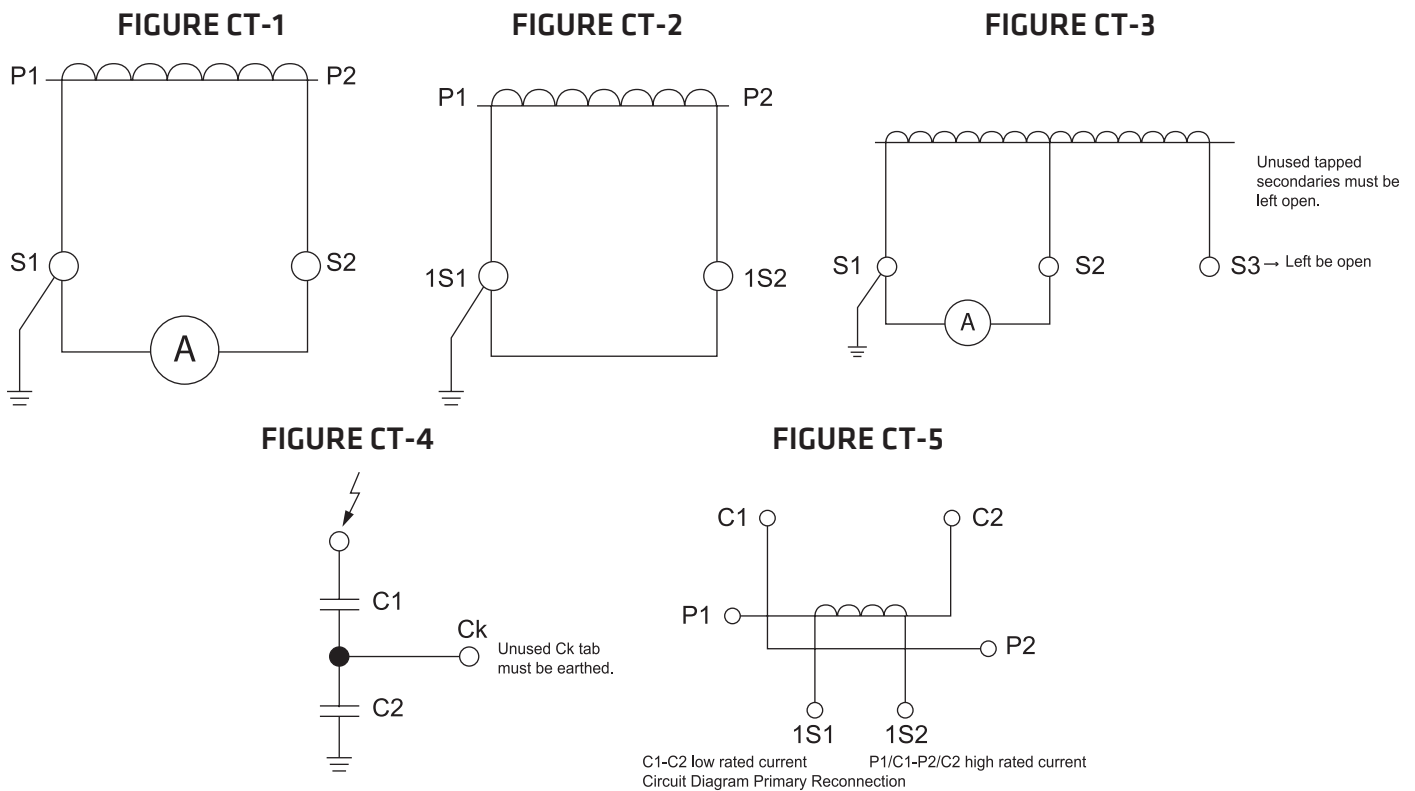 FIGURE CT-1
P1
P2
S1
S2
A
FIGURE CT-2
P1
P2
1S1
1S2
FIGURE CT-3
Unused tapped
secondaries must be
left open.
S1
S2
S3 → Left be open
A
FIGURE CT-4
C1
Ck
Unused Ck tab
must be earthed.
C2
FIGURE CT-5
C1
C2
P1
P2
1S1
1S2
C1-C2 low rated current
P1/C1-P2/C2 high rated current
Circuit Diagram Primary Reconnection